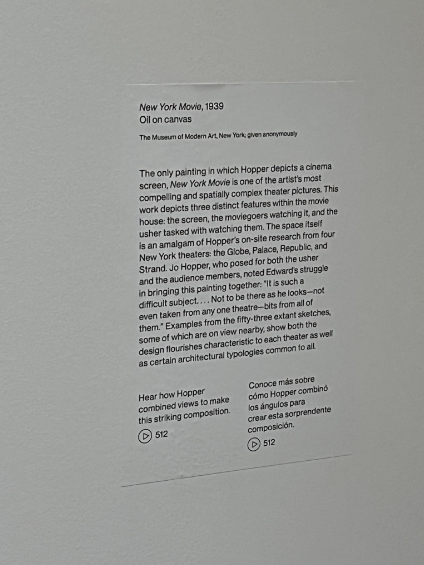 New York Movie, 1939
Oil on canvas
The Museum of Modern Art, New York; given anonymously
The only painting in which Hopper depicts a cinema
screen, New York Movie is one of the artist's most
compelling and spatially complex theater pictures. This
work depicts three distinct features within the movie
house: the screen, the moviegoers watching it, and the
usher tasked with watching them. The space itself
is an amalgam of Hopper's on-site research from four
New York theaters: the Globe, Palace, Republic, and
Strand. Jo Hopper, who posed for both the usher
and the audience members, noted Edward's struggle
in bringing this painting together: "It is such a
difficult subject.... Not to be there as he looks—not
even taken from any one theatre—bits from all of
them." Examples from the fifty-three extant sketches,
some of which are on view nearby, show both the
design flourishes characteristic to each theater as well
as certain architectural typologies common to all.
Hear how Hopper
combined views to make
this striking composition.
512
Conoce más sobre
cómo Hopper combinó
los ángulos para
crear esta sorprendente
composición.
512